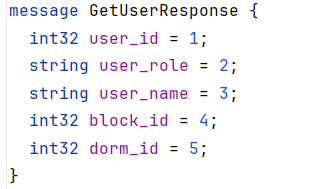 message GetUserResponse {
  int32 user_id = 1;
  string user_role = 2;
  string user_name = 3;
  int32 block_id = 4;
  int32 dorm_id = 5;
}